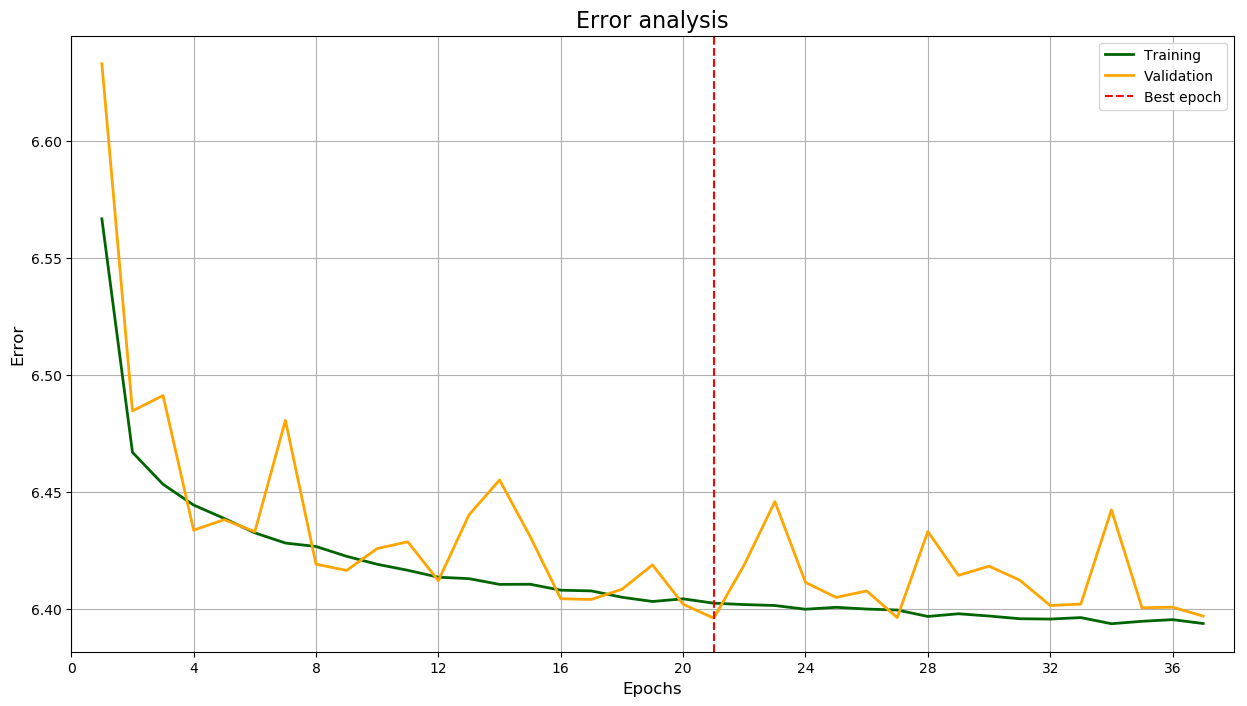 Error analysis
Training
Validation
Best epoch
Error
6.60
6.55
6.50
6.45
6.40
0 4 8 12 16 20 24 28 32 36
Epochs